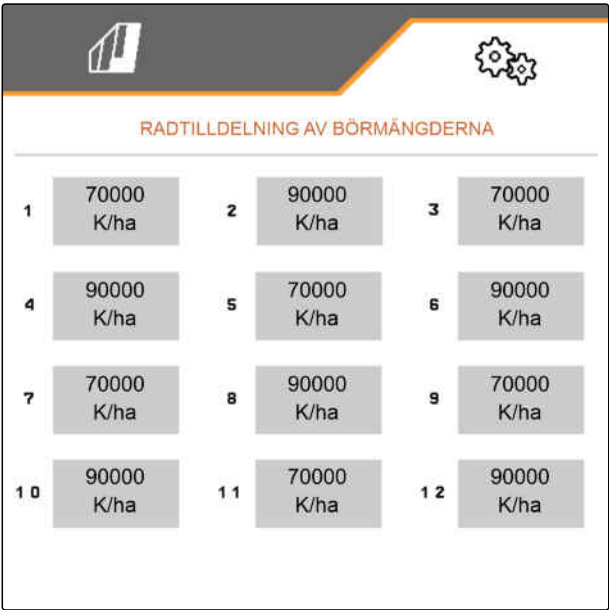 RADTILLDELNING AV BÖRMÄNGDERNA
1 70000 K/ha 2 90000 K/ha 3 70000 K/ha
4 90000 K/ha 5 70000 K/ha 6 90000 K/ha
7 70000 K/ha 8 90000 K/ha 9 70000 K/ha
10 90000 K/ha 11 70000 K/ha 12 90000 K/ha